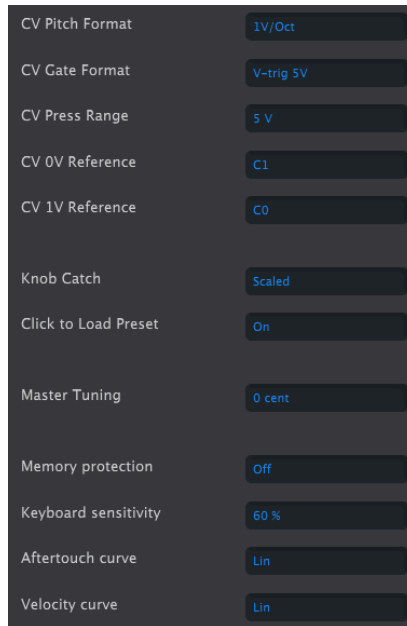 CV Pitch Format 1V/Oct
CV Gate Format V-trig 5V
CV Press Range 5 V
CV 0V Reference C1
CV 1V Reference C0
Knob Catch Scaled
Click to Load Preset On
Master Tuning 0 cent
Memory protection Off
Keyboard sensitivity 60 %
Aftertouch curve Lin
Velocity curve Lin